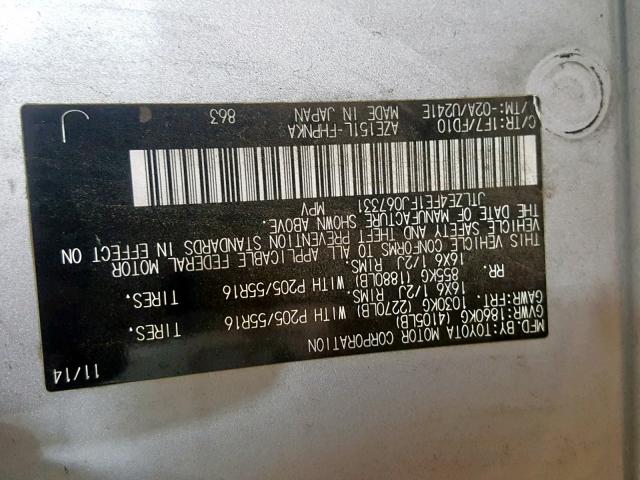 MFD. BY: TOYOTA MOTOR CORPORATION 11/14
GVWR: 1860KG (4105LB)
GAWR: FRT. 1030KG (2270LB) WITH P205/55R16 TIRES.
16X6 1/2J RIMS
RR. 855KG (1880LB) WITH P205/55R16 TIRES.
16X6 1/2J RIMS
THIS VEHICLE CONFORMS TO ALL APPLICABLE FEDERAL MOTOR
VEHICLE SAFETY AND THEFT PREVENTION STANDARDS IN EFFECT ON
THE DATE OF MANUFACTURE SHOWN ABOVE.
JTLZE4FE1FJ067331 MPV
C/TR: 1F7/FD10 AZE151L-FHPNKA 863 J
/TM: -02A/U241E MADE IN JAPAN